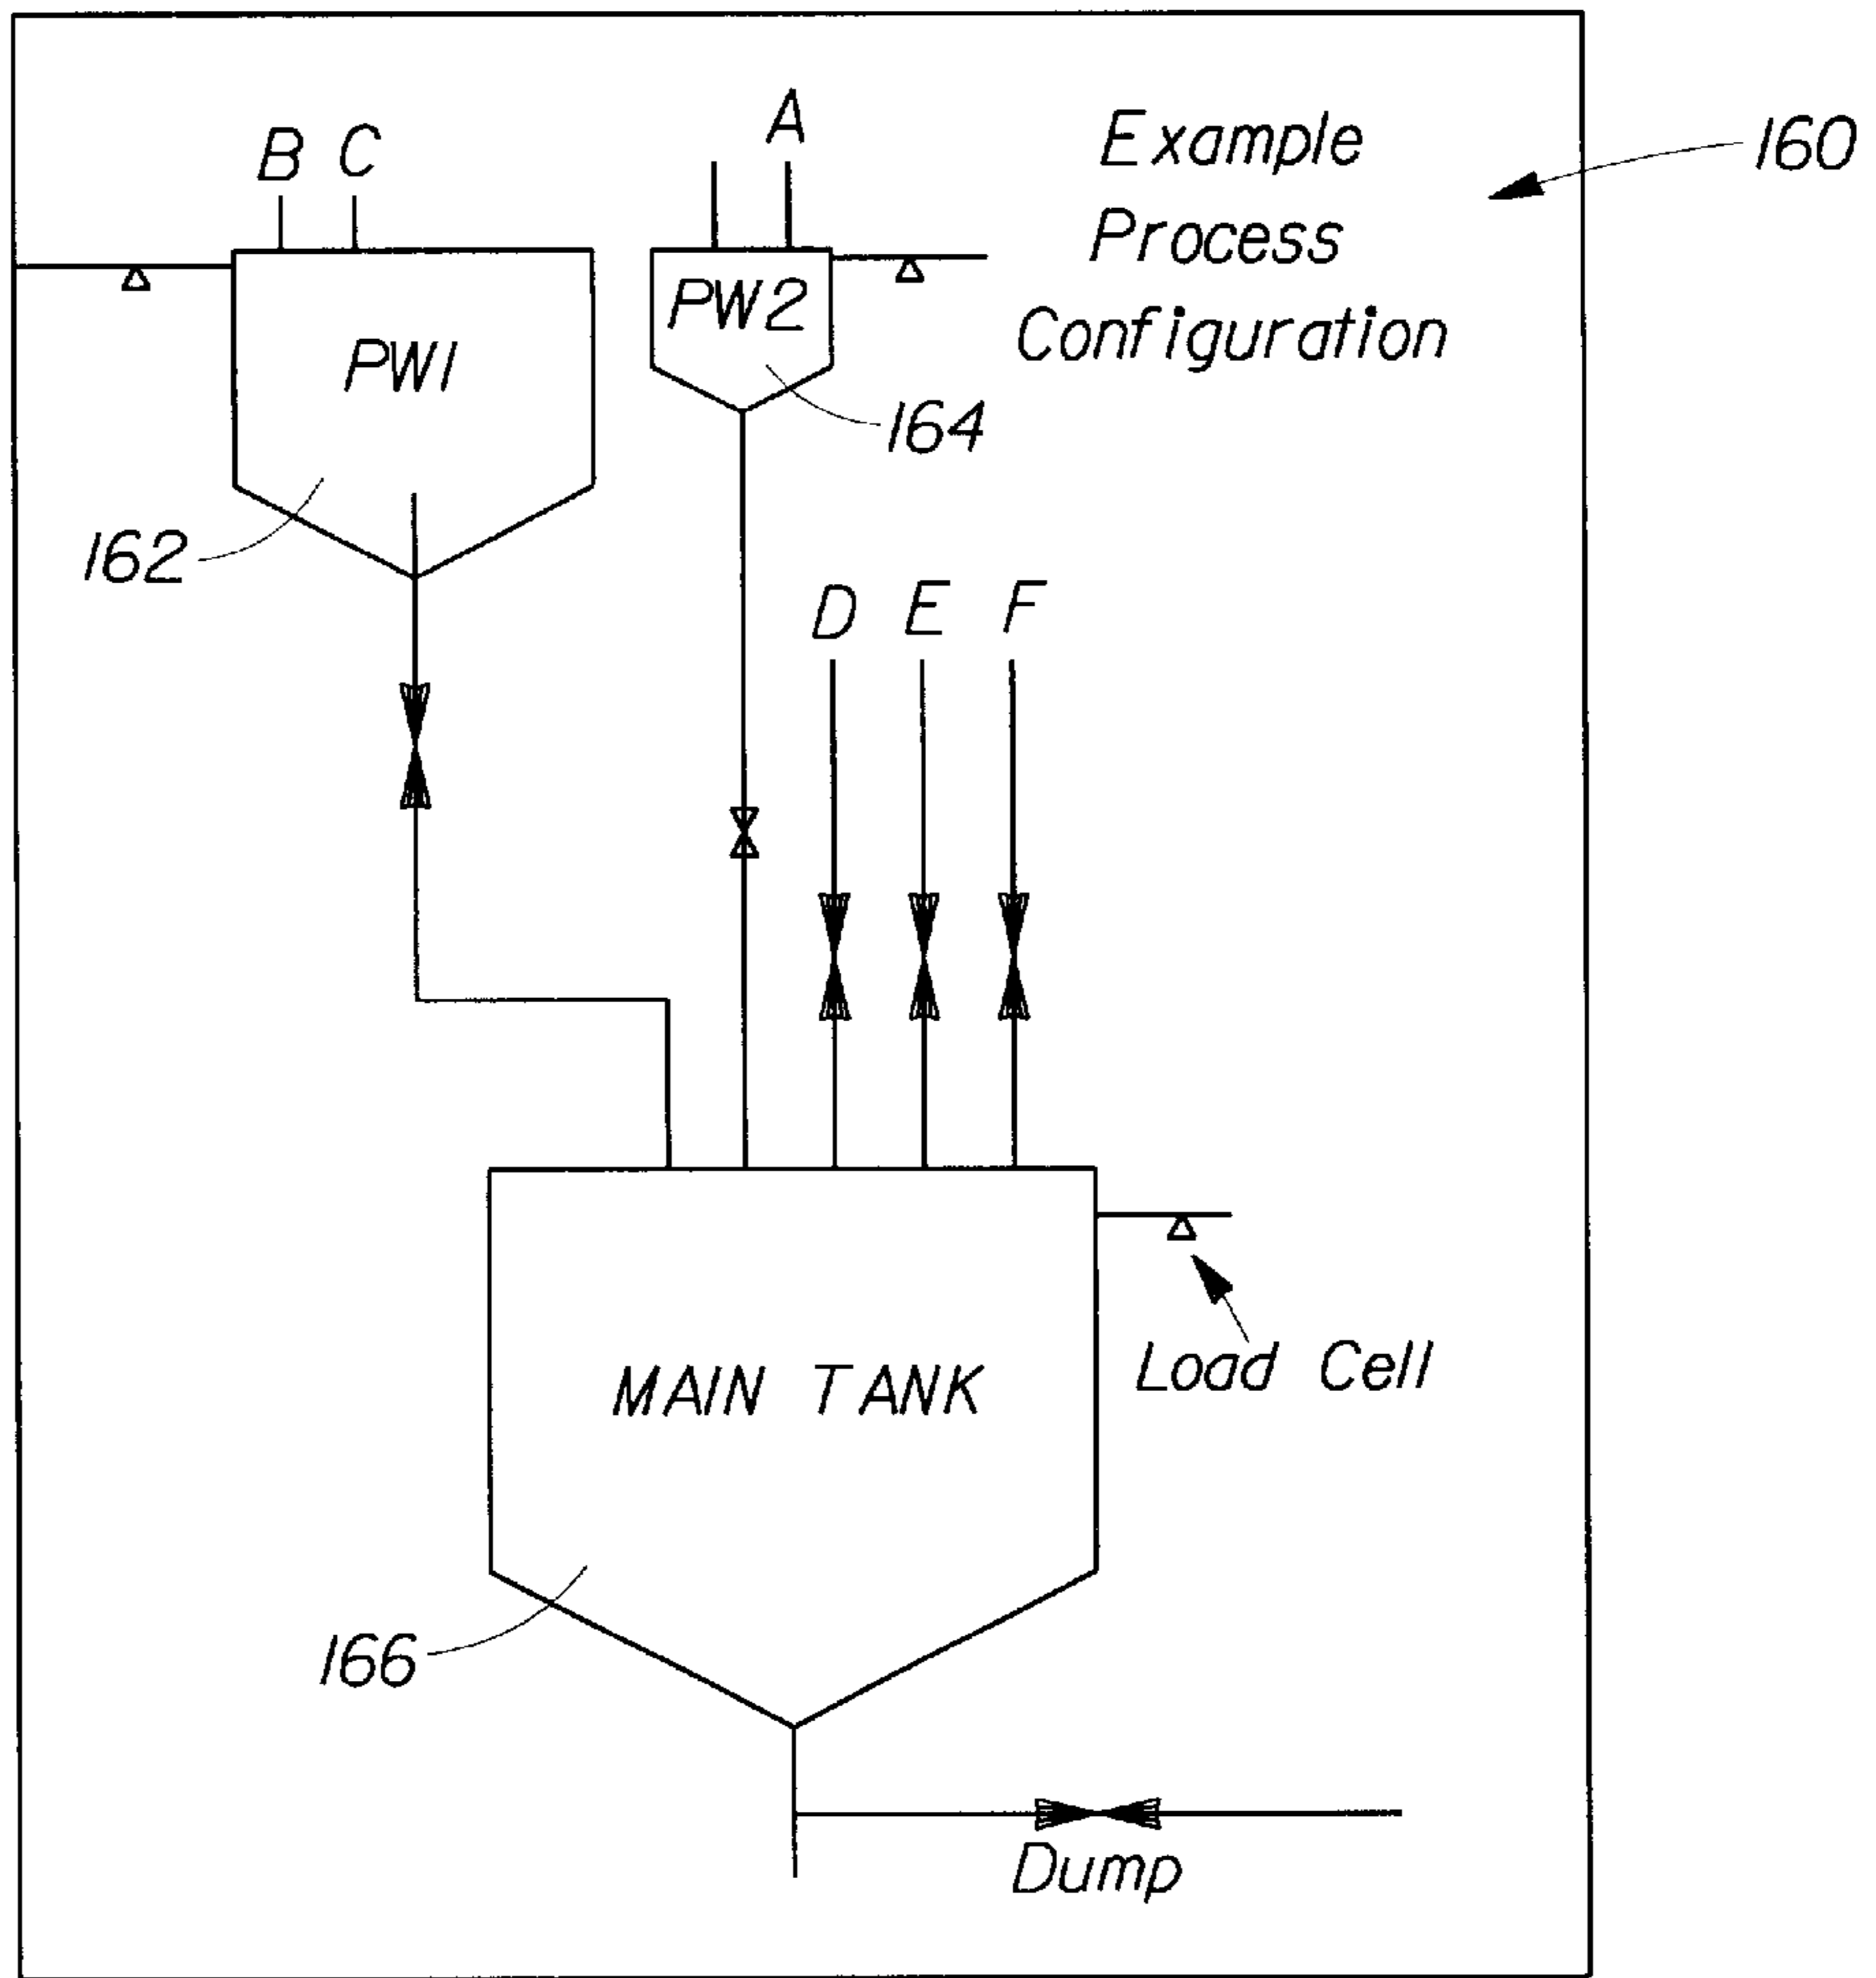 A
B C
Example
Process
Configuration
160
PW1
PW2
162
164
D E F
MAIN TANK
Load Cell
166
Dump